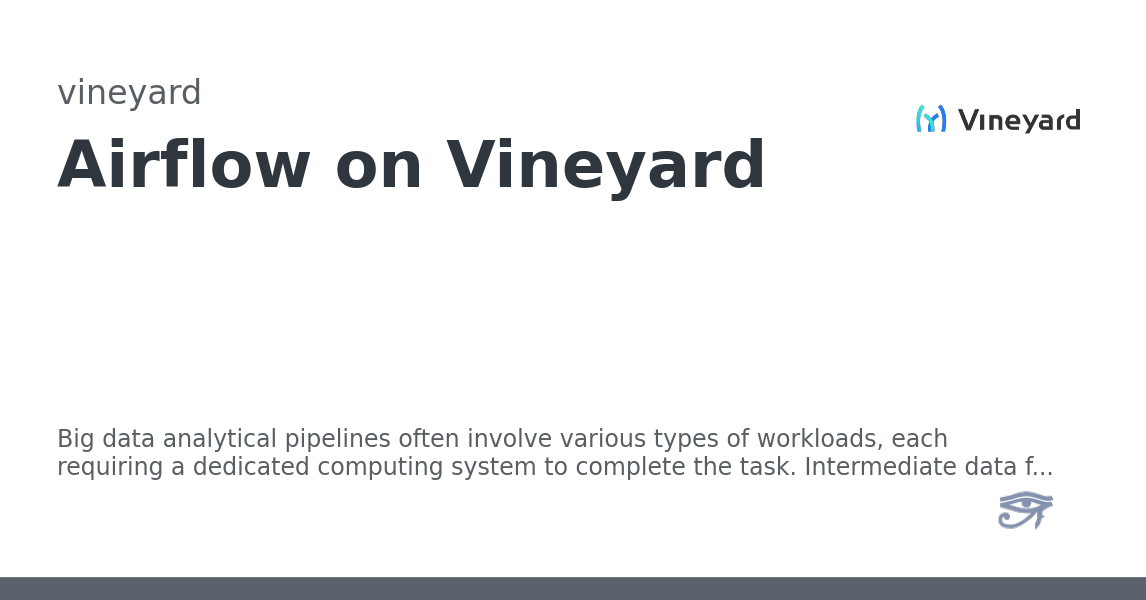 vineyard
Vineyard
Airflow on Vineyard
Big data analytical pipelines often involve various types of workloads, each
requiring a dedicated computing system to complete the task. Intermediate data f...